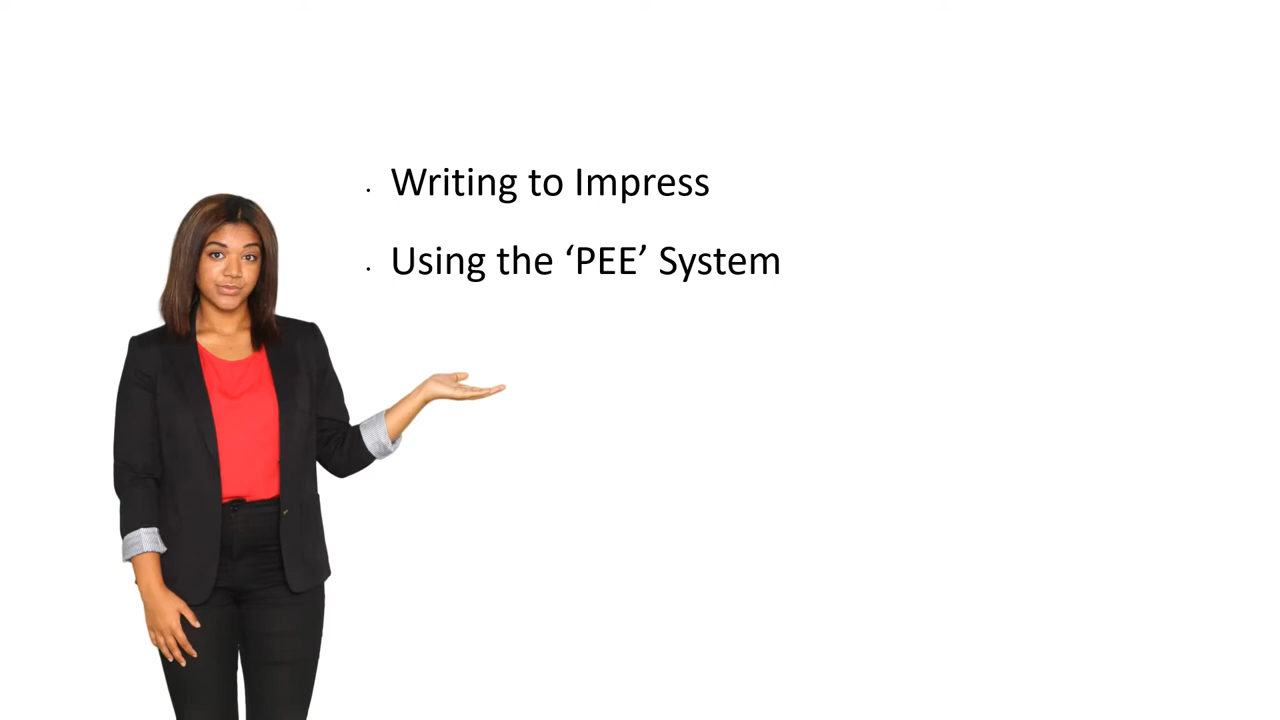 · Writing to Impress
· Using the ‘PEE’ System